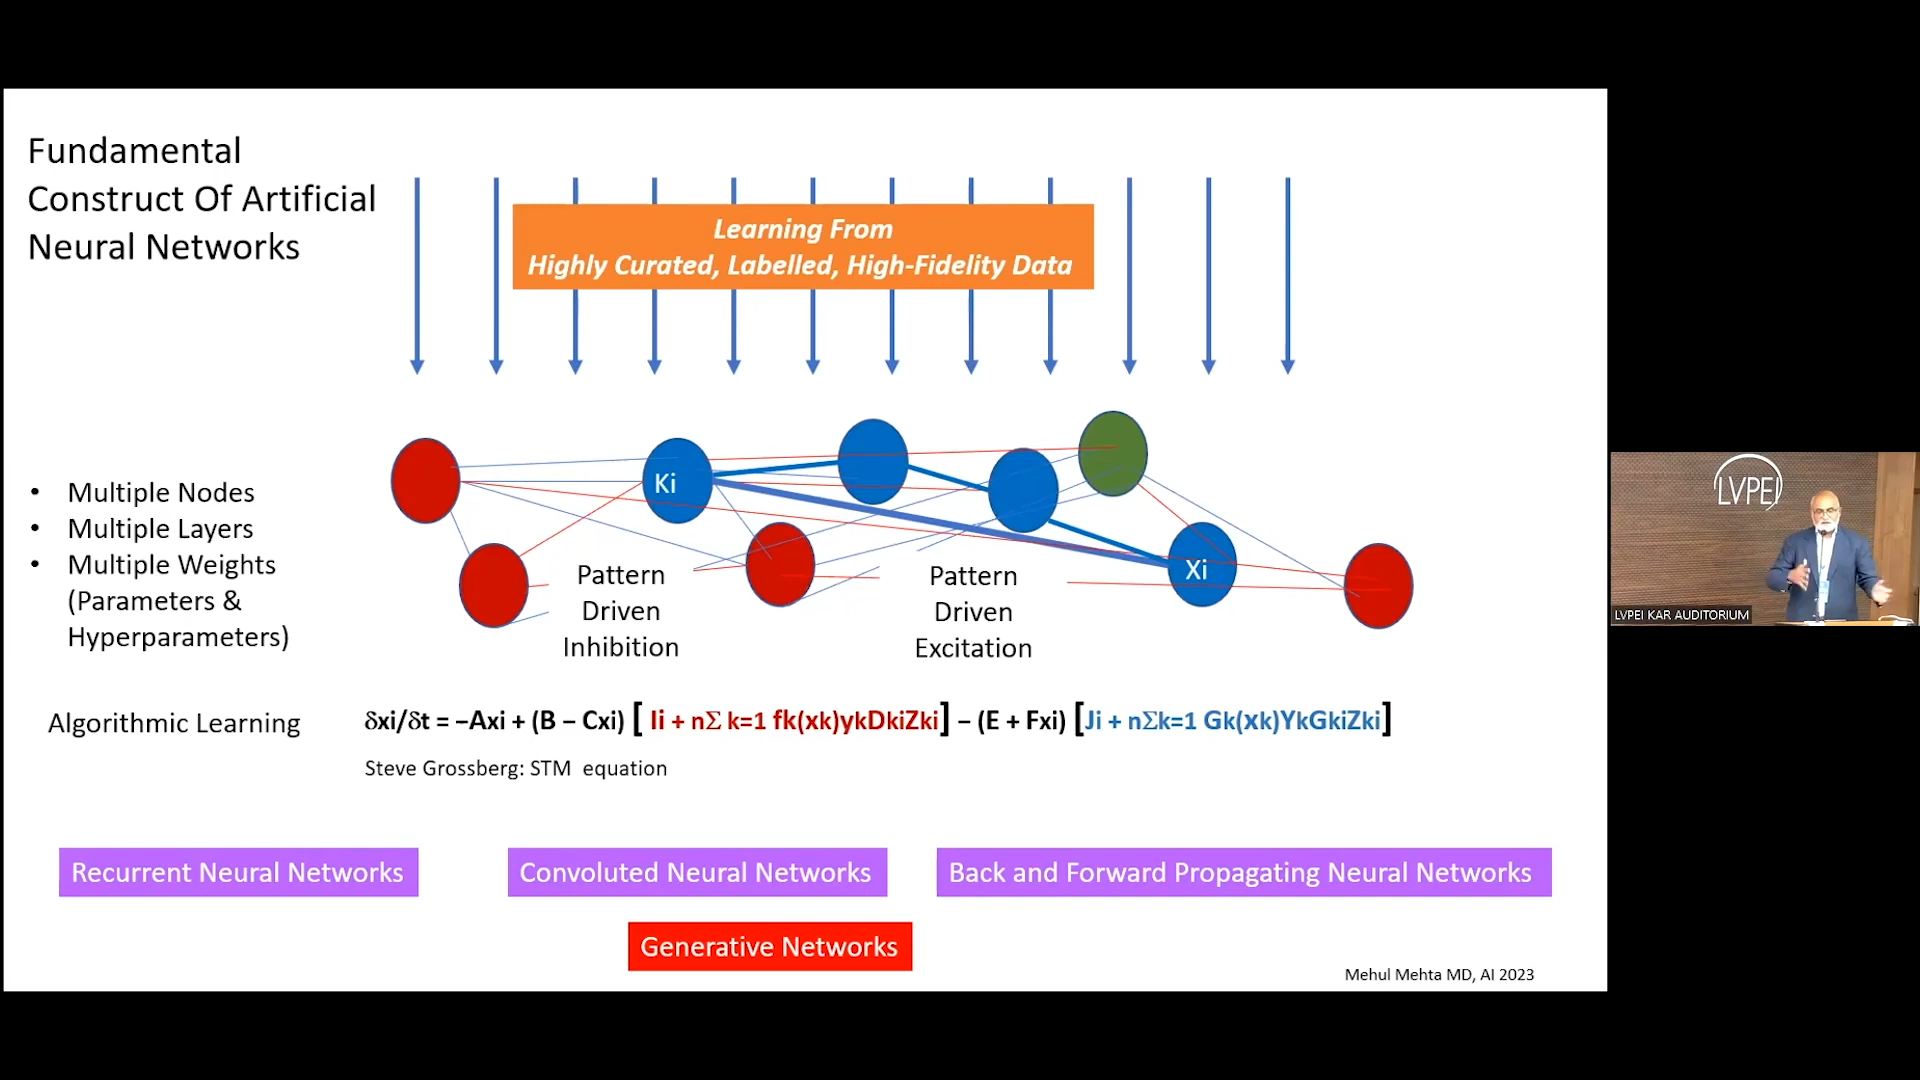 Fundamental
Construct Of Artificial
Neural Networks
Learning From
Highly Curated, Labelled, High-Fidelity Data
• Multiple Nodes
• Multiple Layers
• Multiple Weights
(Parameters &
Hyperparameters)
Ki
Xi
Pattern
Driven
Inhibition
Pattern
Driven
Excitation
Algorithmic Learning
δxi/δt = –Axi + (B – Cxi) [ Ii + nΣ k=1 fk(xk)ykDkiZki] – (E + Fxi) [Ji + nΣk=1 Gk(xk)YkGkiZki]
Steve Grossberg: STM equation
Recurrent Neural Networks
Convoluted Neural Networks
Back and Forward Propagating Neural Networks
Generative Networks
Mehul Mehta MD, AI 2023
LVPEI
LVPEI KAR AUDITORIUM